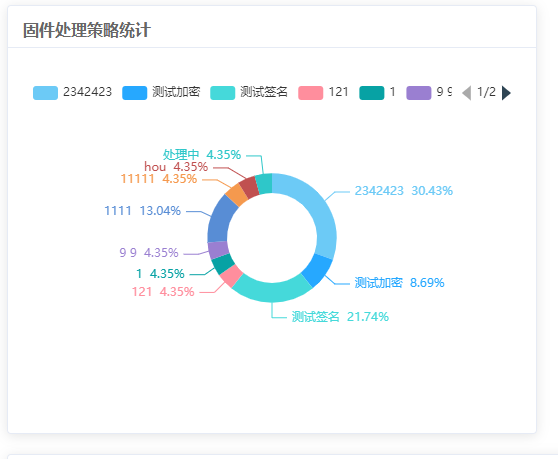 固件处理策略统计
2342423 测试加密 测试签名 121 1 9 9 1/2
处理中 4.35%
hou 4.35%
11111 4.35%
2342423 30.43%
1111 13.04%
9 9 4.35%
1 4.35%
测试加密 8.69%
121 4.35%
测试签名 21.74%